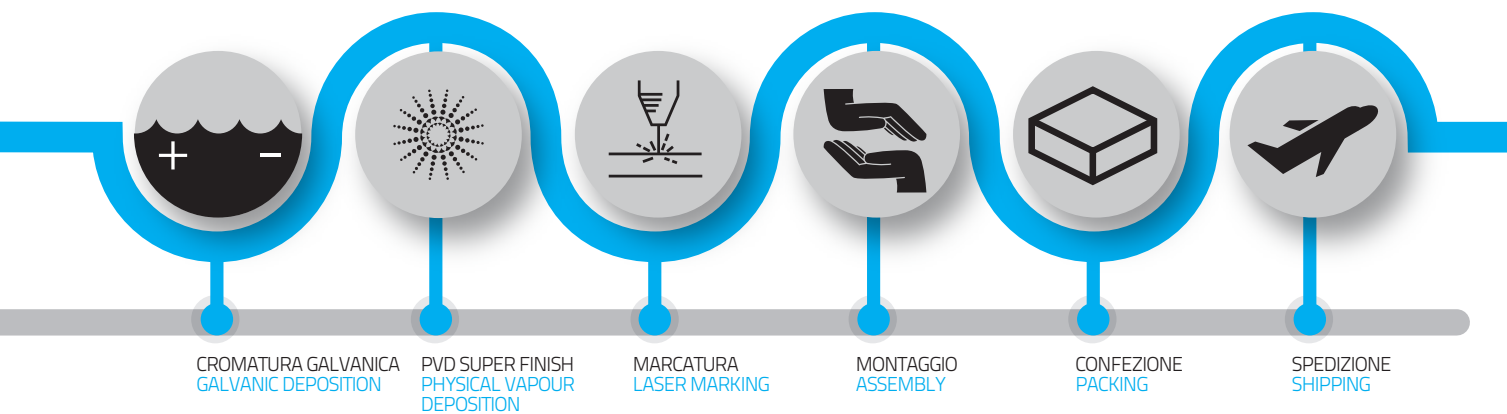 CROMATURA GALVANICA
GALVANIC DEPOSITION
PVD SUPER FINISH
PHYSICAL VAPOUR
DEPOSITION
MARCATURA
LASER MARKING
MONTAGGIO
ASSEMBLY
CONFEZIONE
PACKING
SPEDIZIONE
SHIPPING